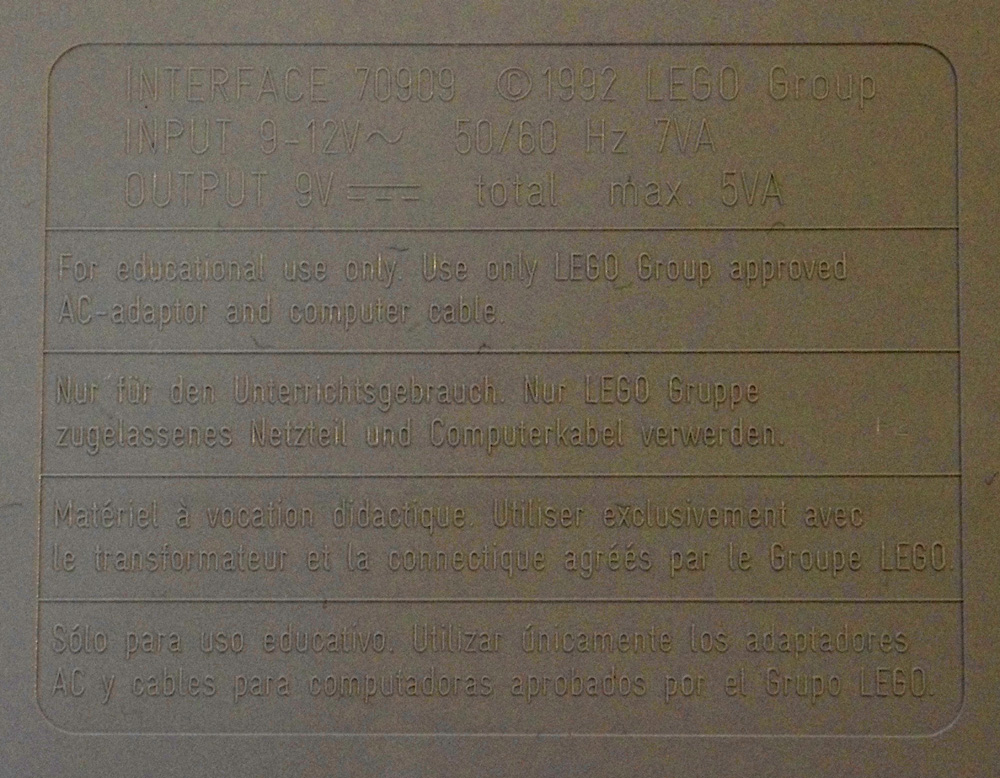 INTERFACE 70909 ©1992 LEGO Group
INPUT 9-12V~ 50/60 Hz 7VA
OUTPUT 9V⎓ total max. 5VA
For educational use only. Use only LEGO Group approved
AC-adaptor and computer cable.
Nur für den Unterrichtsgebrauch. Nur LEGO Gruppe
zugelassenes Netzteil und Computerkabel verwerden.
Matériel à vocation didactique. Utiliser exclusivement avec
le transformateur et la connectique agréés par le Groupe LEGO.
Sólo para uso educativo. Utilizar únicamente los adaptadores
AC y cables para computadoras aprobados por el Grupo LEGO.